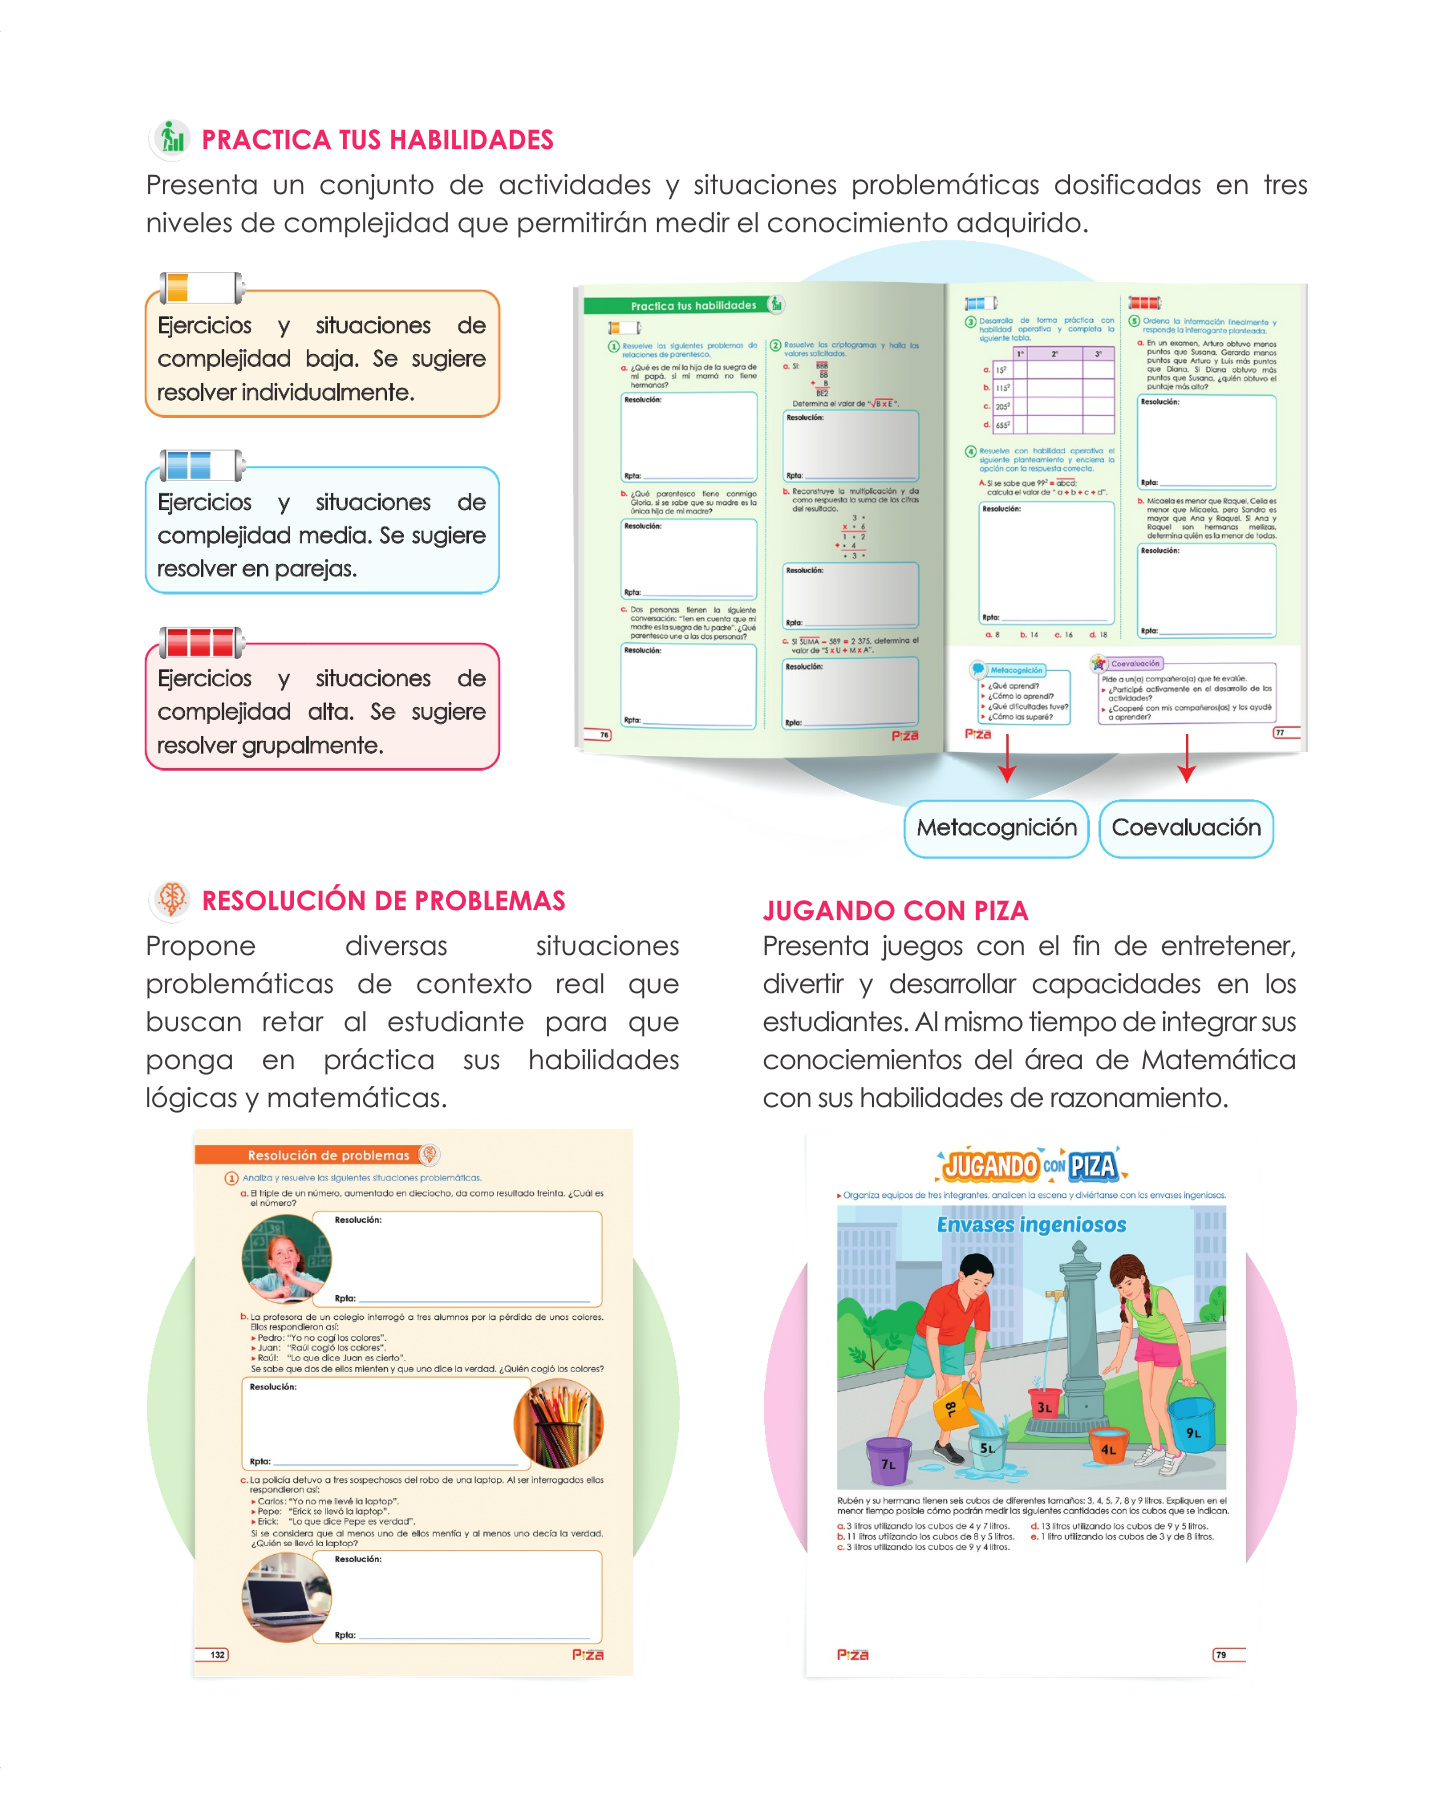 PRACTICA TUS HABILIDADES
Presenta un conjunto de actividades y situaciones problemáticas dosificadas en tres
niveles de complejidad que permitirán medir el conocimiento adquirido.
Ejercicios y situaciones de
complejidad baja. Se sugiere
resolver individualmente.
Ejercicios y situaciones de
complejidad media. Se sugiere
resolver en parejas.
Ejercicios y situaciones de
complejidad alta. Se sugiere
resolver grupalmente.
Practica tus habilidades
1 Resuelve los siguientes problemas de
relaciones de parentesco.
a. ¿Qué es de mí la hija de la suegra de
mi papá, si mi mamá no tiene
hermanas?
Resolución:
Rpta:
b. ¿Qué parentesco tiene conmigo
Gloria, si se sabe que su madre es la
única hija de mi madre?
Resolución:
Rpta:
c. Dos personas tienen la siguiente
conversación: "Ten en cuenta que mi
madre es la suegra de tu padre". ¿Qué
parentesco une a las dos personas?
Resolución:
Rpta:
76
2 Resuelve los criptogramas y halla los
valores solicitados.
a. Si:
BBB
BB
+ B
BE2
Determina el valor de "√B x E".
Resolución:
Rpta:
b. Reconstruye la multiplicación y da
como respuesta la suma de las cifras
del resultado.
3 *
x * 6
1 * 2
+ * 4
* 3 *
Resolución:
Rpta:
c. Si SUMA – 589 = 2 375, determina el
valor de "S x U + M x A".
Resolución:
Rpta:
Piza
3 Desarrolla de forma práctica con
habilidad operativa y completa la
siguiente tabla.
1° 2° 3°
a. 15²
b. 115²
c. 205²
d. 655²
4 Resuelve con habilidad operativa el
siguiente planteamiento y encierra la
opción con la respuesta correcta.
A. Si se sabe que 99² = abcd;
calcula el valor de "a + b + c + d".
Resolución:
Rpta:
a. 8 b. 14 c. 16 d. 18
5 Ordena la información linealmente y
responde la interrogante planteada.
a. En un examen, Arturo obtuvo menos
puntos que Susana, Gerardo menos
puntos que Arturo y Luis más puntos
que Diana. Si Diana obtuvo más
puntos que Susana, ¿quién obtuvo el
puntaje más alto?
Resolución:
Rpta:
b. Micaela es menor que Raquel, Celia es
menor que Micaela, pero Sandra es
mayor que Ana y Raquel. Si Ana y
Raquel son hermanas mellizas,
determina quién es la menor de todas.
Resolución:
Rpta:
Metacognición
¿Qué aprendí?
¿Cómo lo aprendí?
¿Qué dificultades tuve?
¿Cómo las superé?
Coevaluación
Pide a un(a) compañero(a) que te evalúe.
¿Participé activamente en el desarrollo de las
actividades?
¿Cooperé con mis compañeros(as) y los ayudé
a aprender?
Piza
77
Metacognición
Coevaluación
RESOLUCIÓN DE PROBLEMAS
Propone diversas situaciones
problemáticas de contexto real que
buscan retar al estudiante para que
ponga en práctica sus habilidades
lógicas y matemáticas.
JUGANDO CON PIZA
Presenta juegos con el fin de entretener,
divertir y desarrollar capacidades en los
estudiantes. Al mismo tiempo de integrar sus
conociemientos del área de Matemática
con sus habilidades de razonamiento.
Resolución de problemas
1 Analiza y resuelve las siguientes situaciones problemáticas.
a. El triple de un número, aumentado en dieciocho, da como resultado treinta. ¿Cuál es
el número?
Resolución:
Rpta:
b. La profesora de un colegio interrogó a tres alumnos por la pérdida de unos colores.
Ellos respondieron así:
Pedro: "Yo no cogí los colores".
Juan: "Raúl cogió los colores".
Raúl: "Lo que dice Juan es cierto".
Se sabe que dos de ellos mienten y que uno dice la verdad. ¿Quién cogió los colores?
Resolución:
Rpta:
c. La policía detuvo a tres sospechosos del robo de una laptop. Al ser interrogados ellos
respondieron así:
Carlos: "Yo no me llevé la laptop".
Pepe: "Erick se llevó la laptop".
Erick: "Lo que dice Pepe es verdad".
Si se considera que al menos uno de ellos mentía y al menos uno decía la verdad.
¿Quién se llevó la laptop?
Resolución:
Rpta:
132
Piza
JUGANDO CON PIZA
Organiza equipos de tres integrantes, analicen la escena y diviértanse con los envases ingeniosos.
Envases ingeniosos
8L
3L
9L
5L
4L
7L
Rubén y su hermana tienen seis cubos de diferentes tamaños: 3, 4, 5, 7, 8 y 9 litros. Expliquen en el
menor tiempo posible cómo podrán medir las siguientes cantidades con los cubos que se indican.
a. 3 litros utilizando los cubos de 4 y 7 litros.
b. 11 litros utilizando los cubos de 8 y 5 litros.
c. 3 litros utilizando los cubos de 9 y 4 litros.
d. 13 litros utilizando los cubos de 9 y 5 litros.
e. 1 litro utilizando los cubos de 3 y de 8 litros.
Piza
79